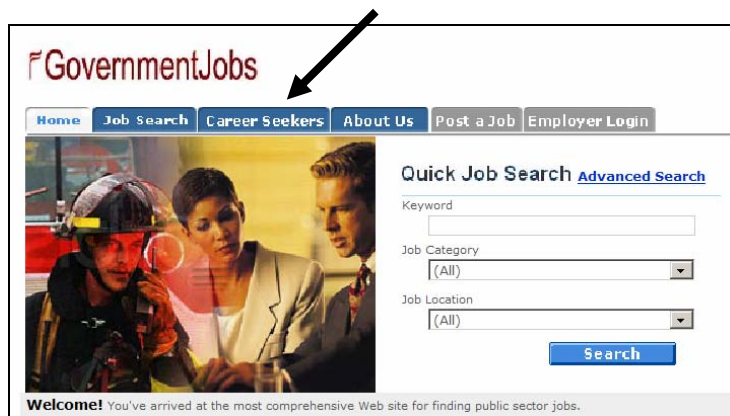 GovernmentJobs
Home Job Search Career Seekers About Us Post a Job Employer Login
Quick Job Search Advanced Search
Keyword
Job Category
(All)
Job Location
(All)
Search
Welcome! You've arrived at the most comprehensive Web site for finding public sector jobs.